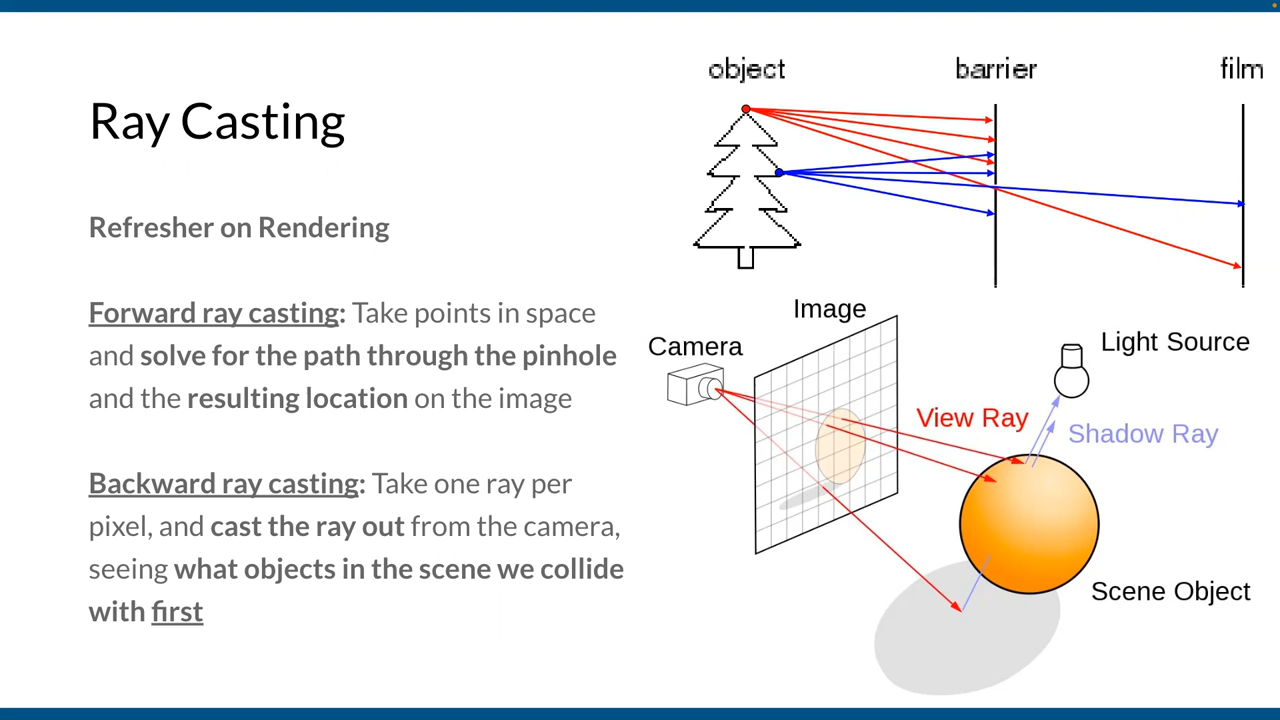 Ray Casting
Refresher on Rendering
Forward ray casting: Take points in space
and solve for the path through the pinhole
and the resulting location on the image
Backward ray casting: Take one ray per
pixel, and cast the ray out from the camera,
seeing what objects in the scene we collide
with first
object barrier film
Image
Camera
Light Source
View Ray
Shadow Ray
Scene Object